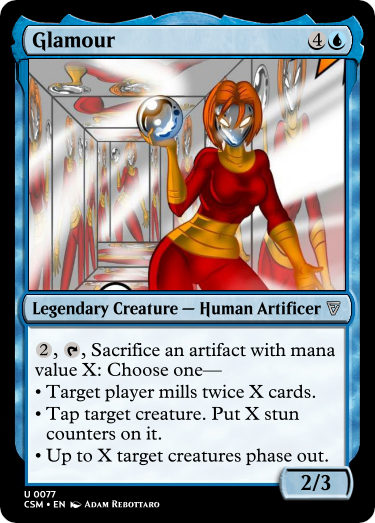 Glamour 4
Legendary Creature — Human Artificer
2, , Sacrifice an artifact with mana
value X: Choose one—
• Target player mills twice X cards.
• Tap target creature. Put X stun
counters on it.
• Up to X target creatures phase out.
2/3
U 0077
CSM • EN Adam Rebottaro